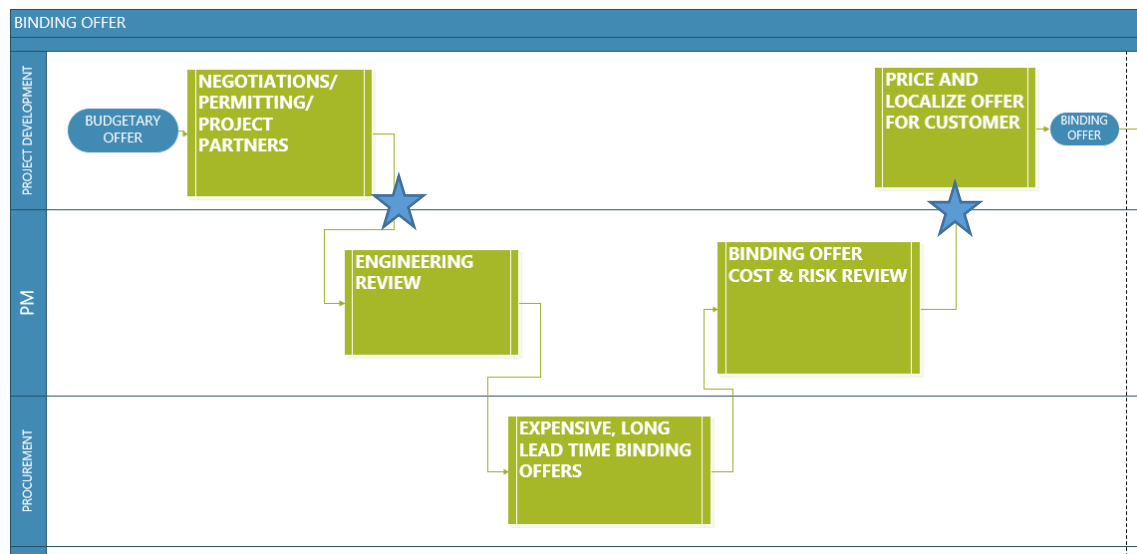 BINDING OFFER
PROJECT DEVELOPMENT
BUDGETARY
OFFER
NEGOTIATIONS/
PERMITTING/
PROJECT
PARTNERS
PRICE AND
LOCALIZE OFFER
FOR CUSTOMER
BINDING
OFFER
PM
ENGINEERING
REVIEW
BINDING OFFER
COST & RISK REVIEW
PROCUREMENT
EXPENSIVE, LONG
LEAD TIME BINDING
OFFERS